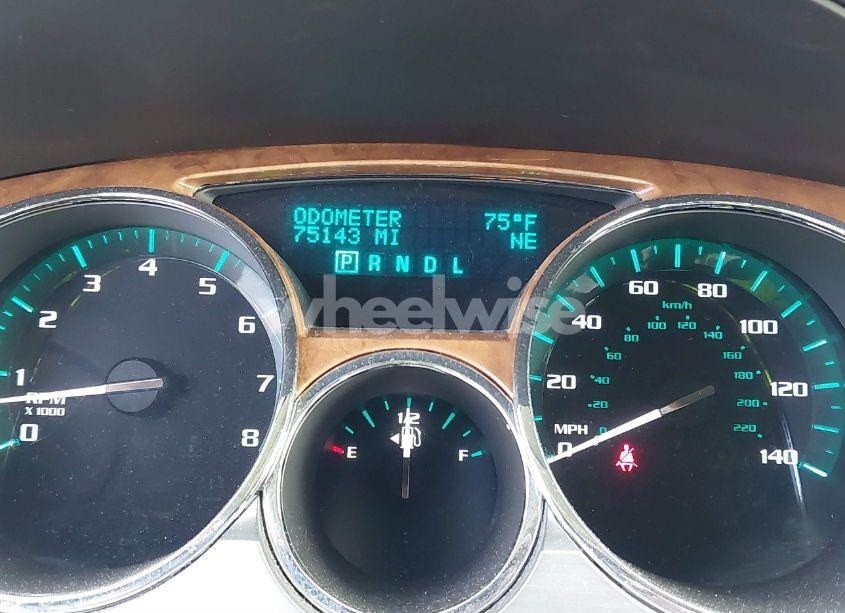 ODOMETER 75°F
75143 MI NE
P R N D L
wheelwise
0 1 2 3 4 5 6 7 8
RPM
X 1000
E 1/2 F
0 20 40 60 80 100 120 140
MPH
km/h
0 20 40 60 80 100 120 140 160 180 200 220